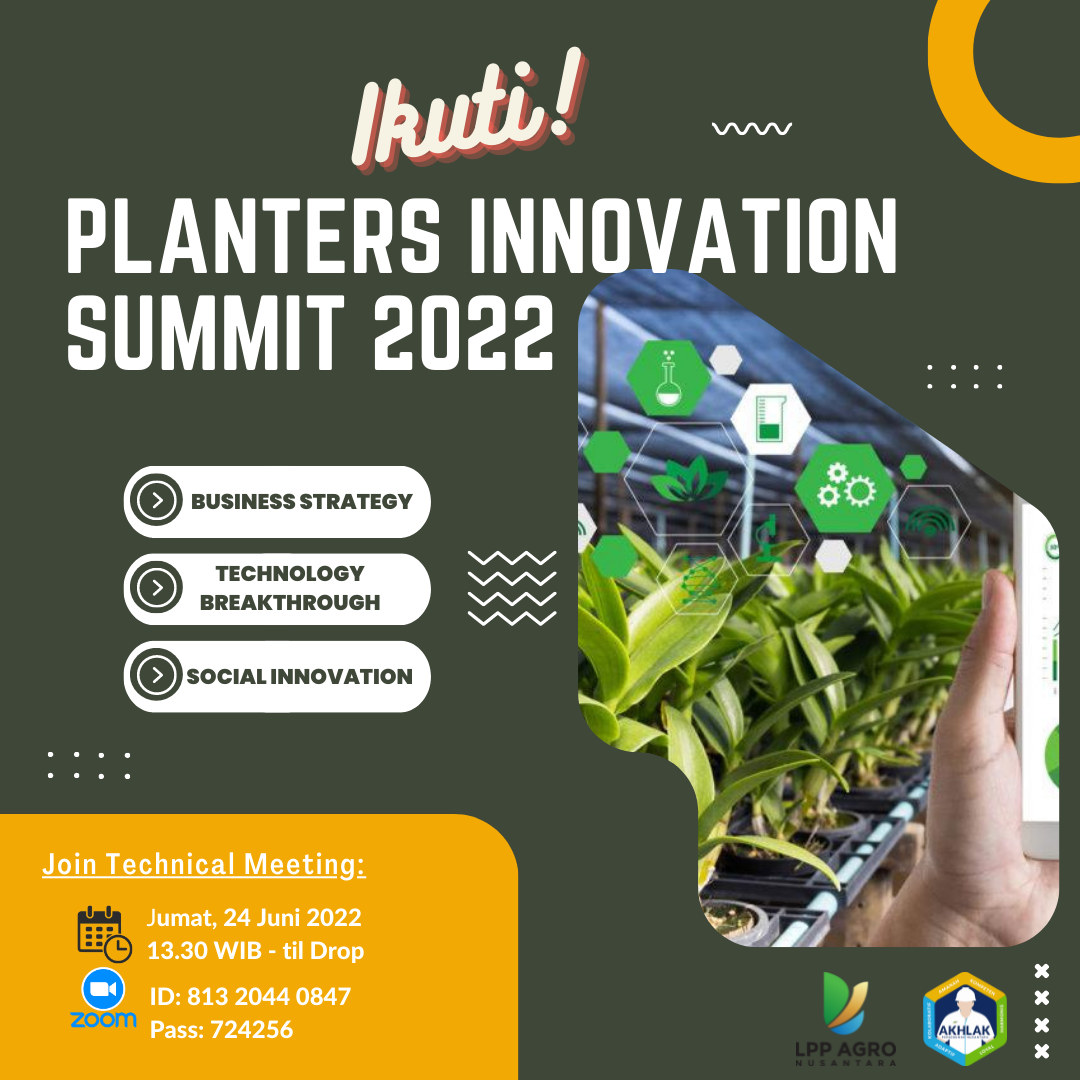 Ikuti!
PLANTERS INNOVATION
SUMMIT 2022
BUSINESS STRATEGY
TECHNOLOGY
BREAKTHROUGH
SOCIAL INNOVATION
Join Technical Meeting:
Jumat, 24 Juni 2022
13.30 WIB - til Drop
zoom
ID: 813 2044 0847
Pass: 724256
LPP AGRO
NUSANTARA
AKHLAK